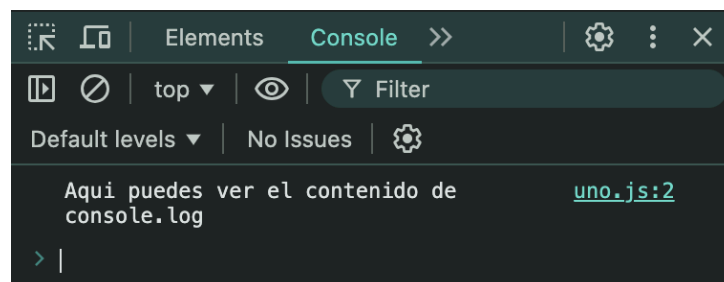 Elements Console
top Filter
Default levels No Issues
Aqui puedes ver el contenido de uno.js:2
console.log